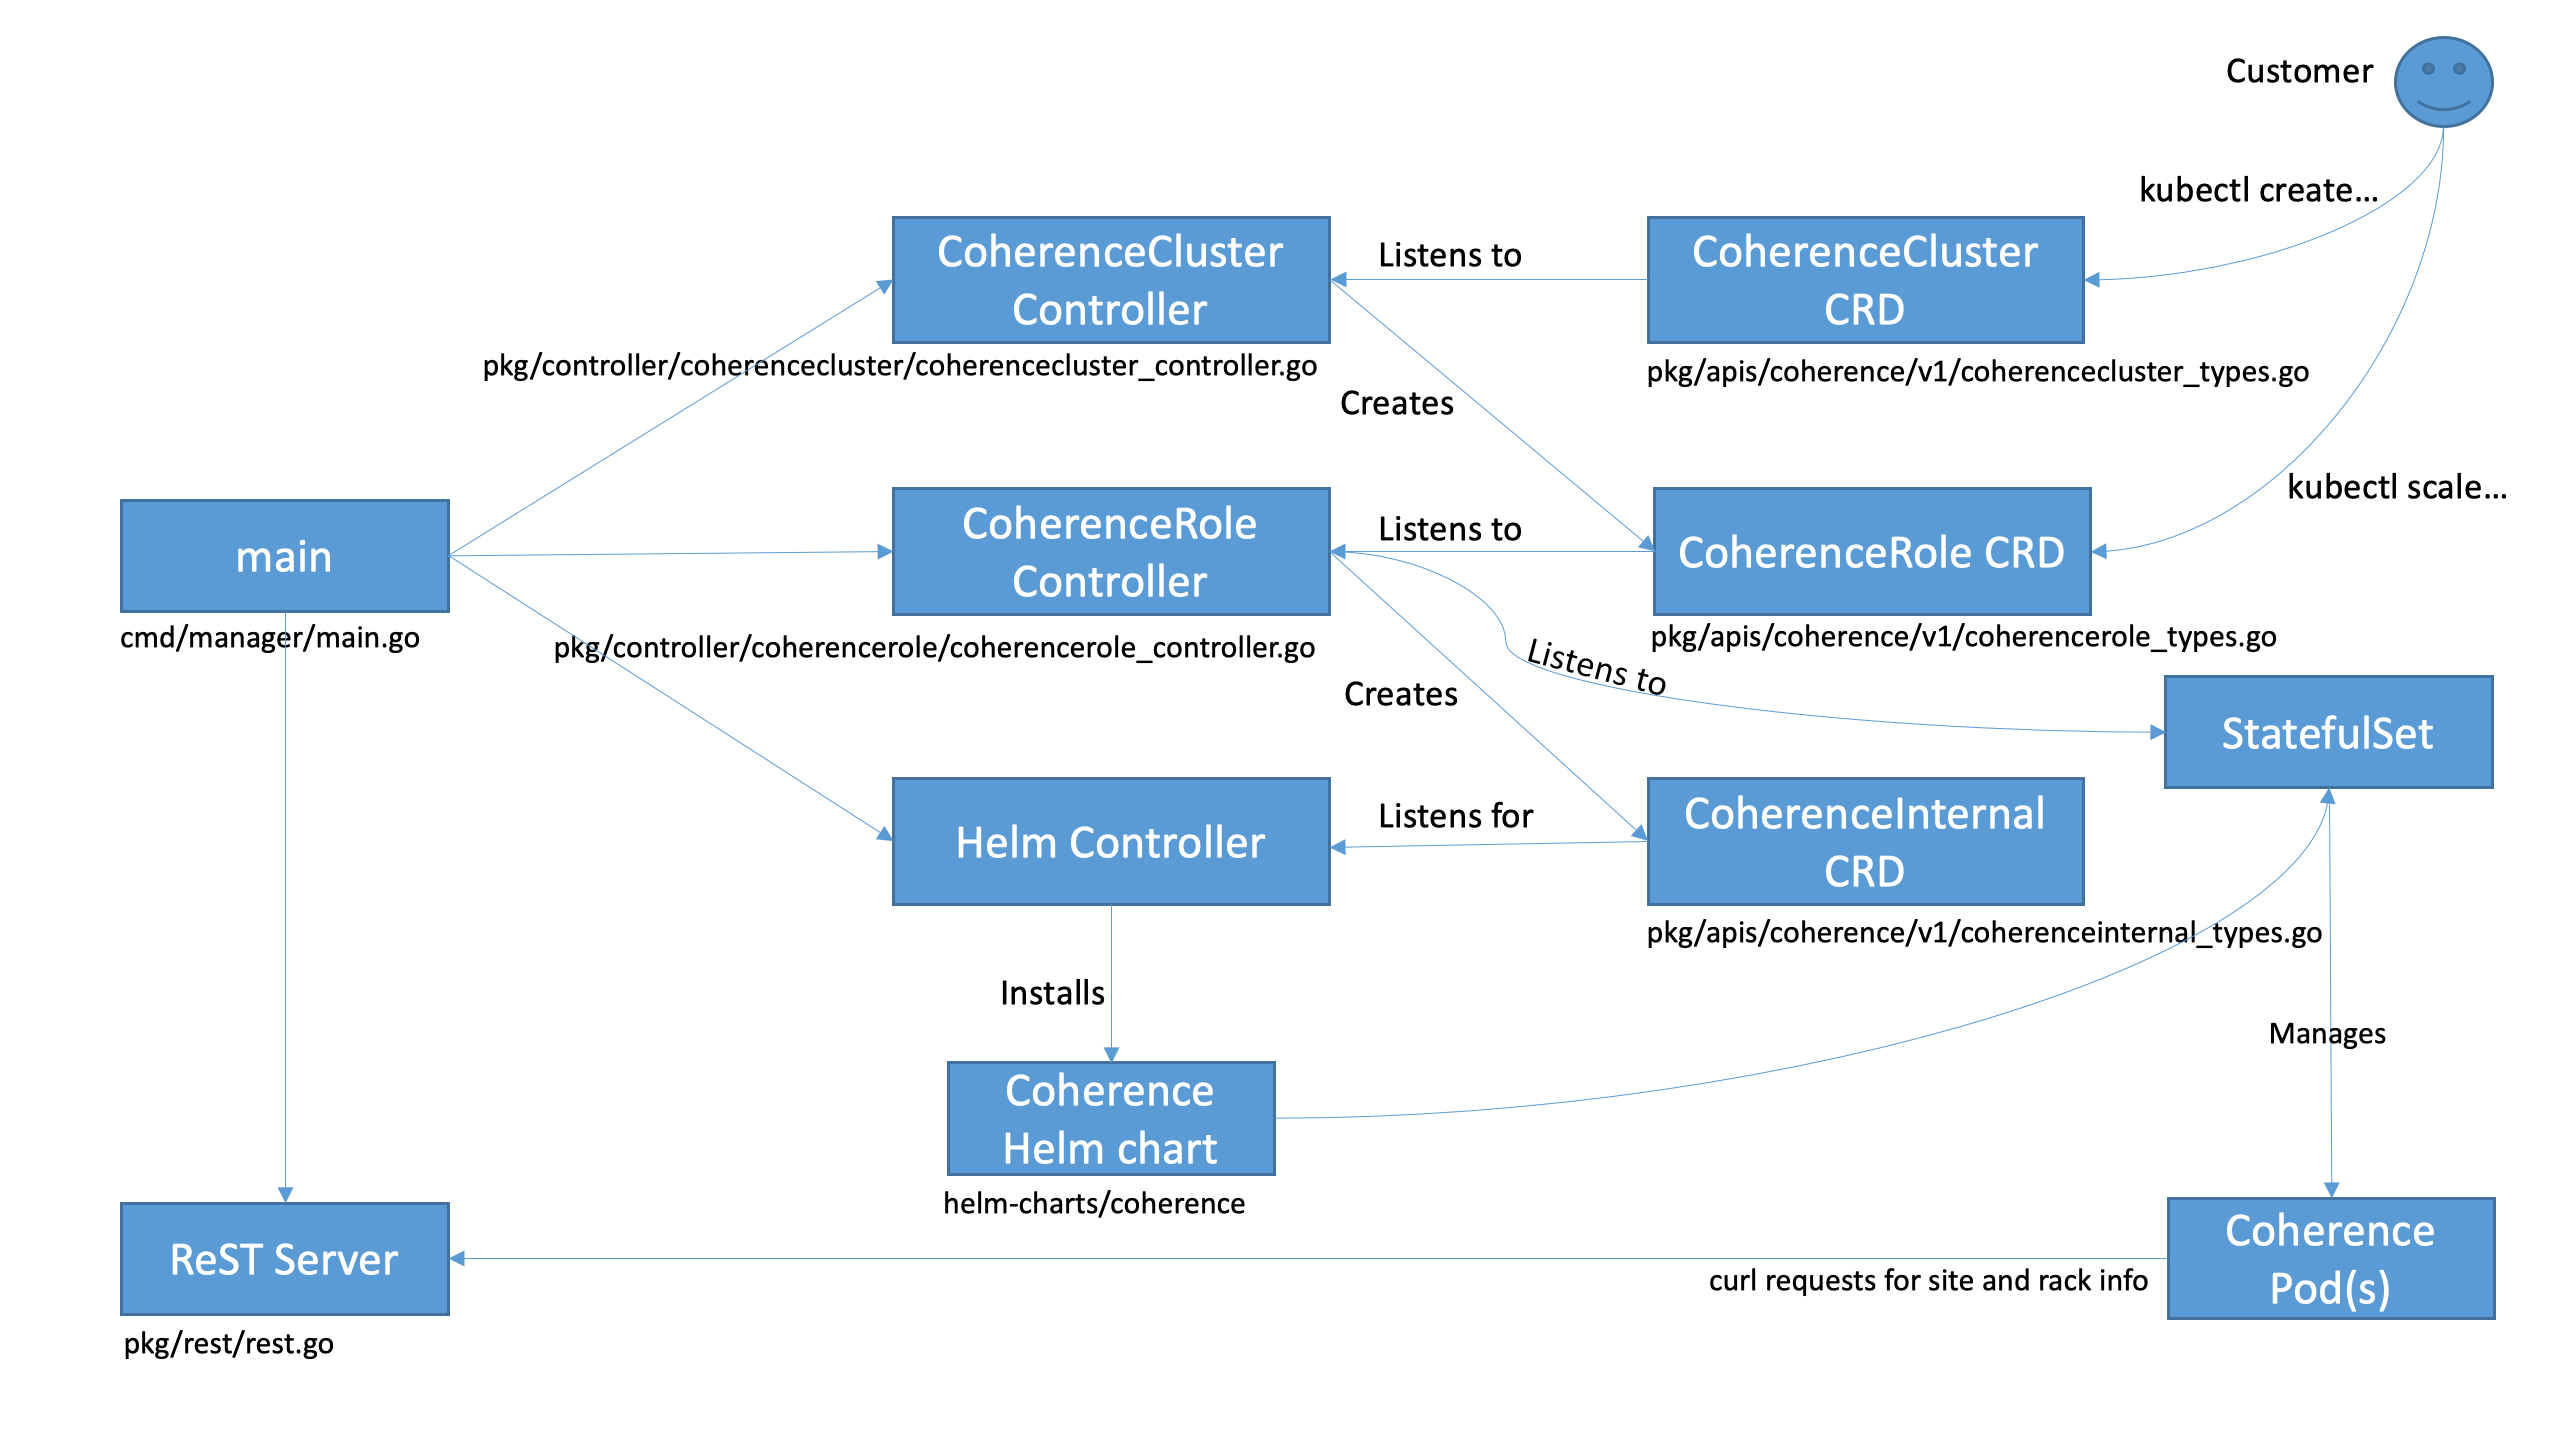 Customer
kubectl create...
CoherenceCluster
Controller
Listens to
CoherenceCluster
CRD
pkg/controller/coherencecluster/coherencecluster_controller.go
pkg/apis/coherence/v1/coherencecluster_types.go
Creates
kubectl scale...
main
cmd/manager/main.go
CoherenceRole
Controller
Listens to
CoherenceRole CRD
pkg/controller/coherencerole/coherencerole_controller.go
pkg/apis/coherence/v1/coherencerole_types.go
Listens to
Creates
StatefulSet
Helm Controller
Listens for
CoherenceInternal
CRD
pkg/apis/coherence/v1/coherenceinternal_types.go
Installs
Manages
Coherence
Helm chart
helm-charts/coherence
ReST Server
pkg/rest/rest.go
curl requests for site and rack info
Coherence
Pod(s)